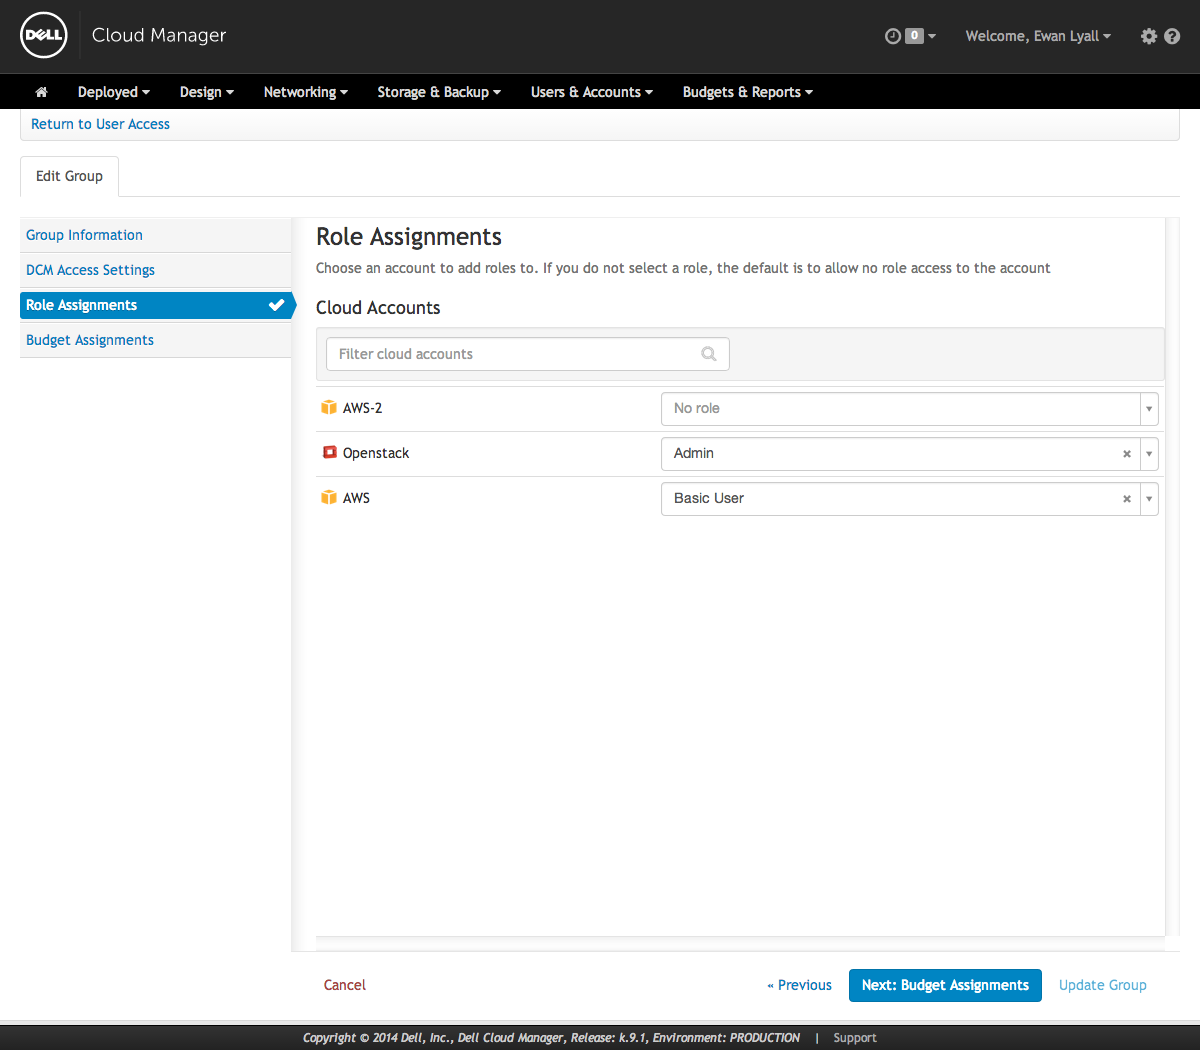 DELL Cloud Manager 0 Welcome, Ewan Lyall
Deployed Design Networking Storage & Backup Users & Accounts Budgets & Reports
Return to User Access
Edit Group
Group Information
DCM Access Settings
Role Assignments
Budget Assignments
Role Assignments
Choose an account to add roles to. If you do not select a role, the default is to allow no role access to the account
Cloud Accounts
Filter cloud accounts
AWS-2 No role
Openstack Admin
AWS Basic User
Cancel « Previous Next: Budget Assignments Update Group
Copyright © 2014 Dell, Inc., Dell Cloud Manager, Release: k.9.1, Environment: PRODUCTION | Support